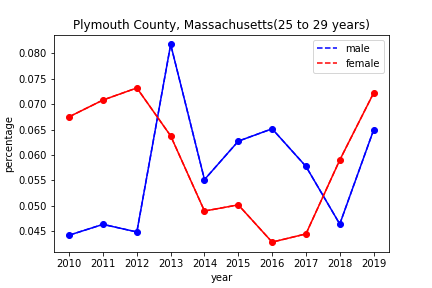 Plymouth County, Massachusetts(25 to 29 years)
male
female
0.080
0.075
0.070
0.065
0.060
0.055
0.050
0.045
percentage
2010 2011 2012 2013 2014 2015 2016 2017 2018 2019
year